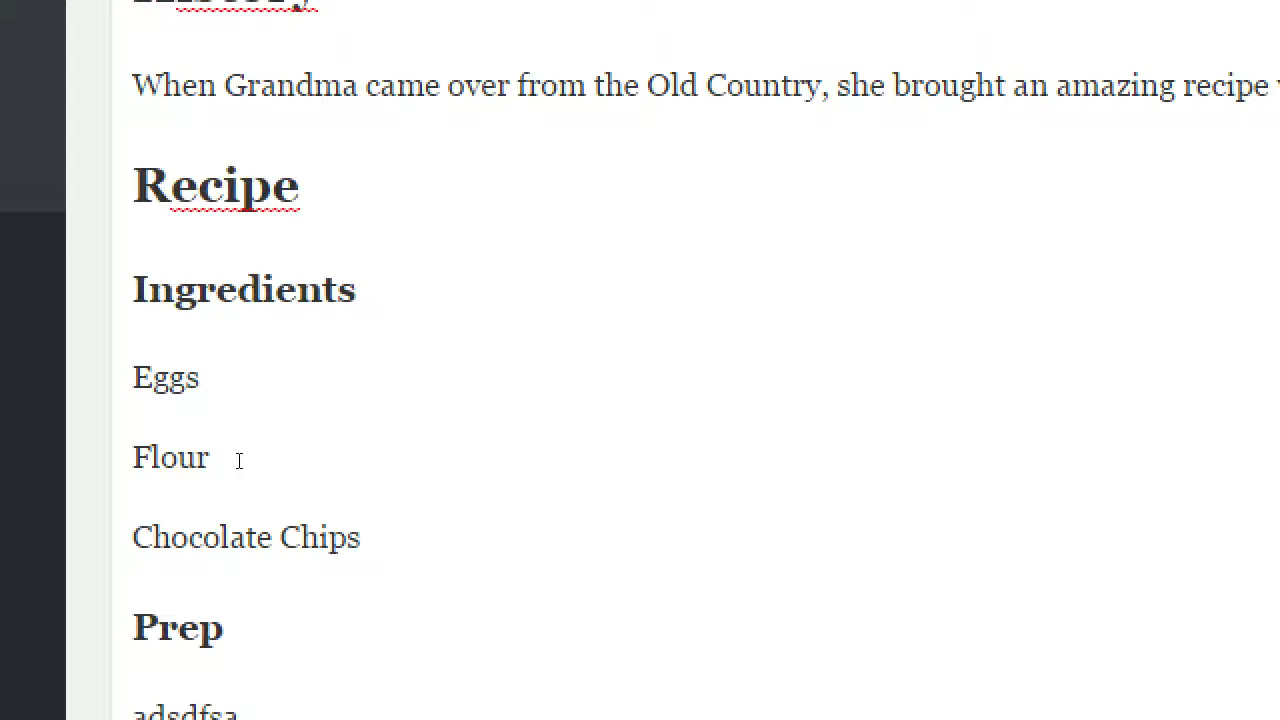 When Grandma came over from the Old Country, she brought an amazing recipe
Recipe
Ingredients
Eggs
Flour
Chocolate Chips
Prep
adsdfsa